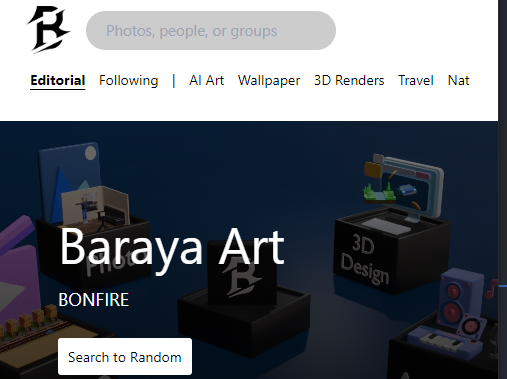 Photos, people, or groups
Editorial Following | AI Art Wallpaper 3D Renders Travel Nat
3D
Design
Photo
Baraya Art
BONFIRE
Search to Random